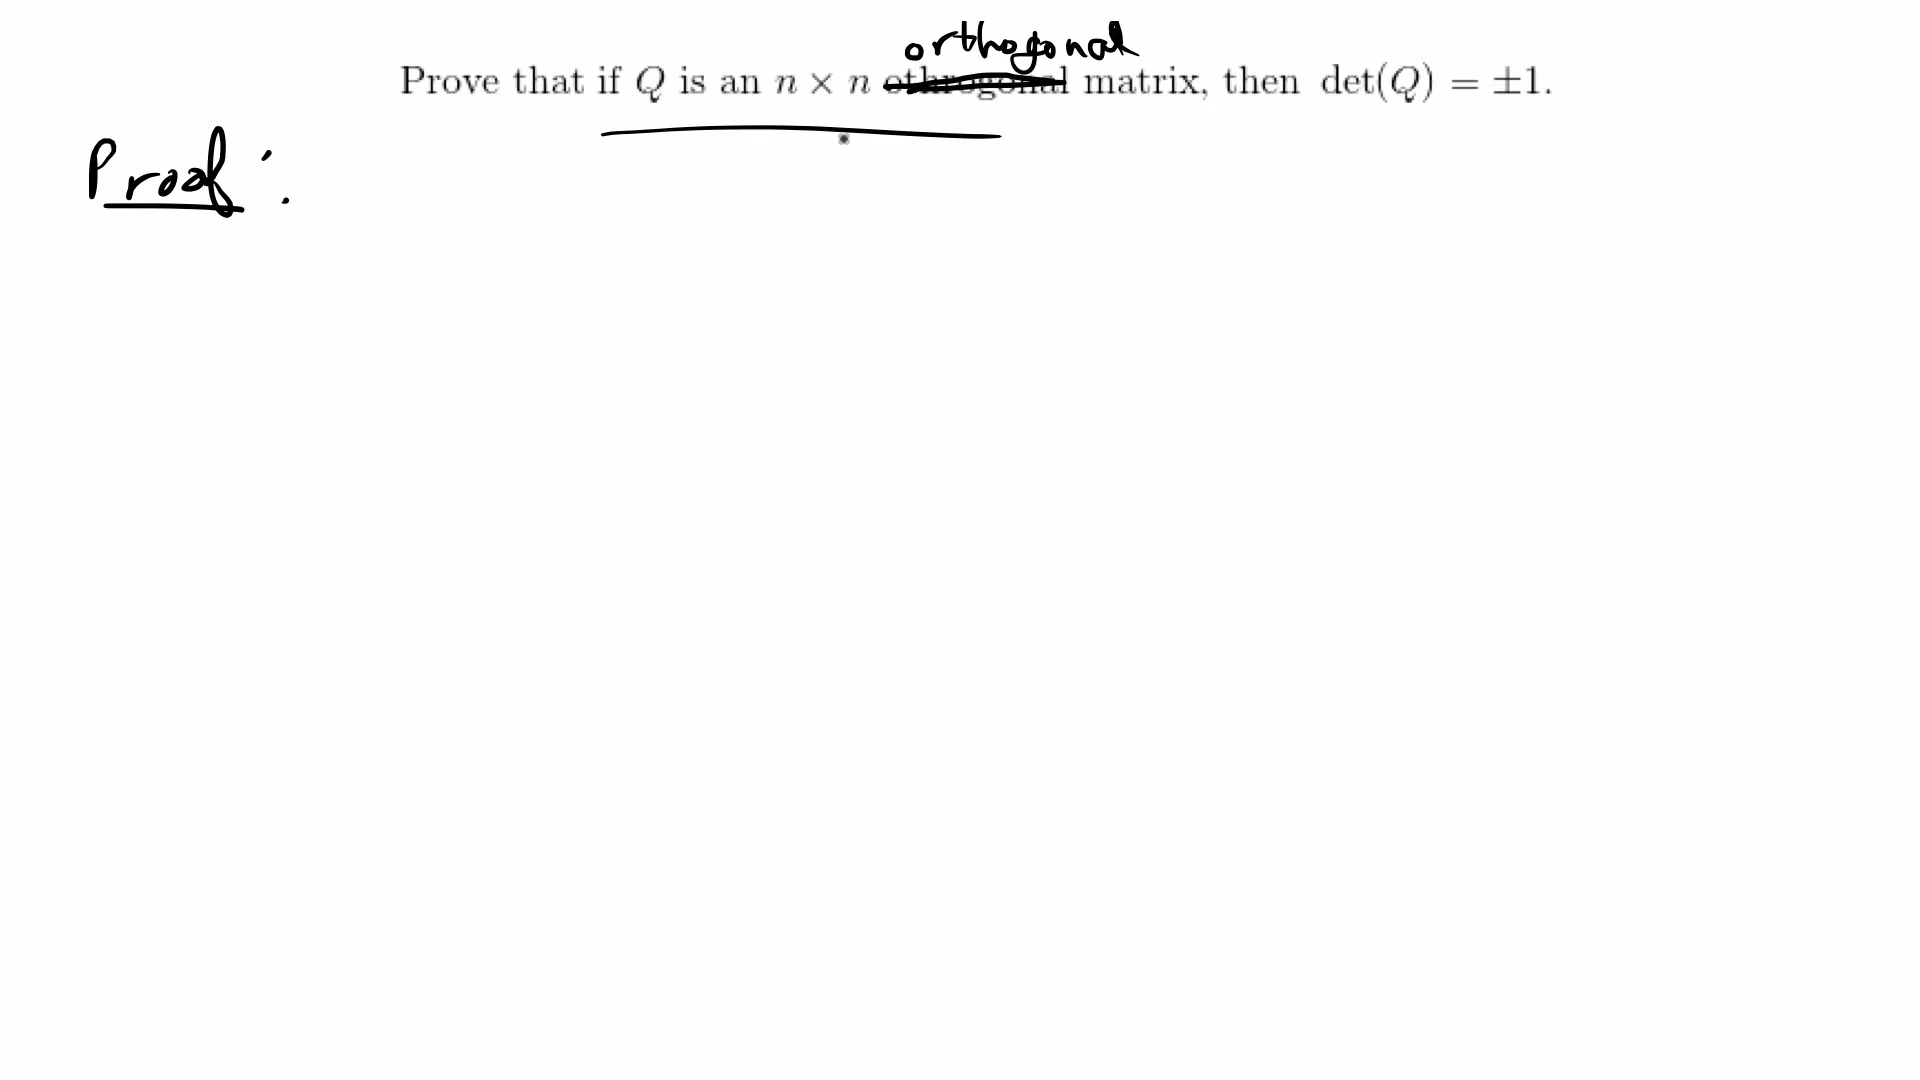 orthogonal
Prove that if Q is an n × n othrogonal matrix, then det(Q) = ±1.
Proof: